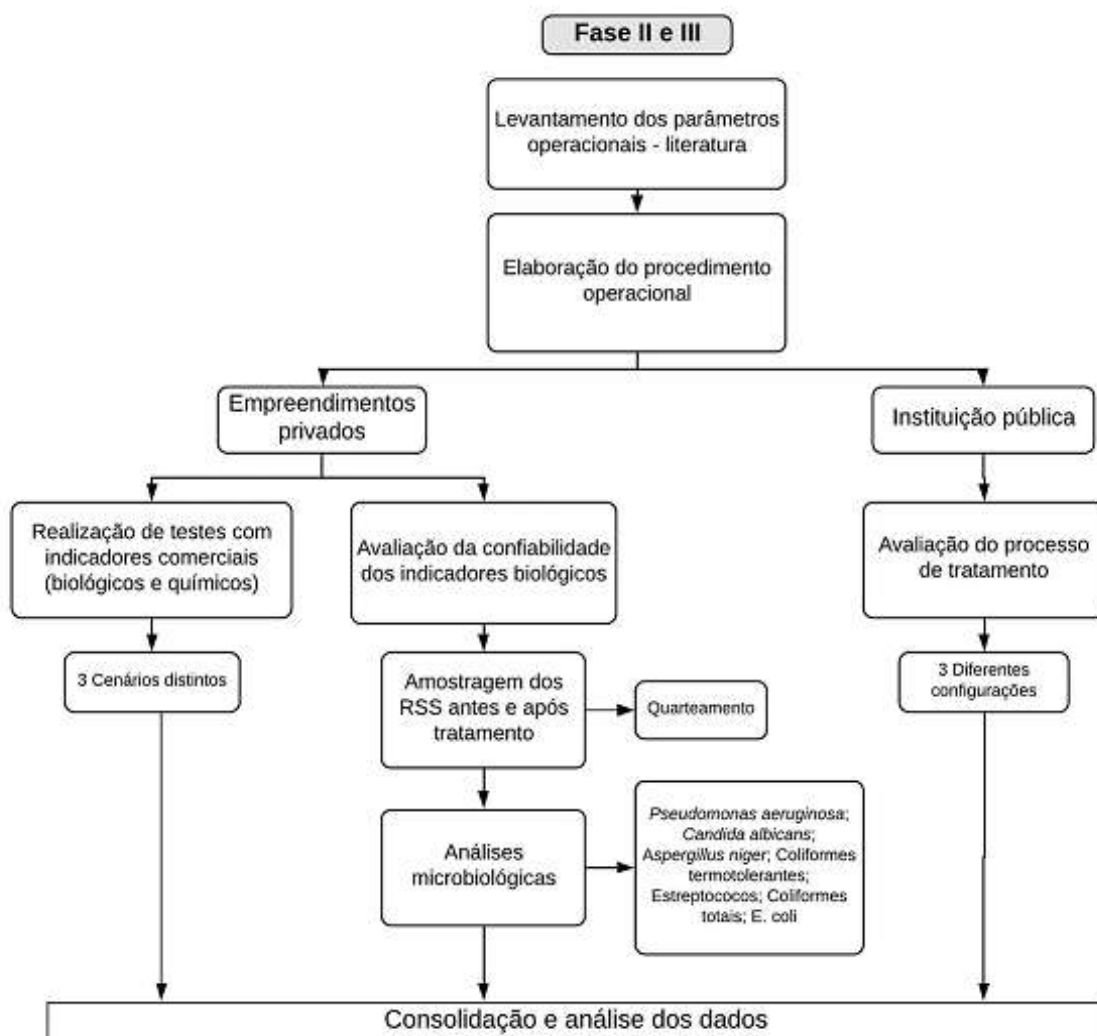 Fase II e III
Levantamento dos parâmetros
operacionais - literatura
Elaboração do procedimento
operacional
Empreendimentos
privados
Instituição pública
Realização de testes com
indicadores comerciais
(biológicos e químicos)
Avaliação da confiabilidade
dos indicadores biológicos
Avaliação do processo
de tratamento
3 Cenários distintos
Amostragem dos
RSS antes e após
tratamento
Quarteamento
3 Diferentes
configurações
Análises
microbiológicas
Pseudomonas aeruginosa;
Candida albicans;
Aspergillus niger; Coliformes
termotolerantes;
Estreptococos; Coliformes
totais; E. coli
Consolidação e análise dos dados